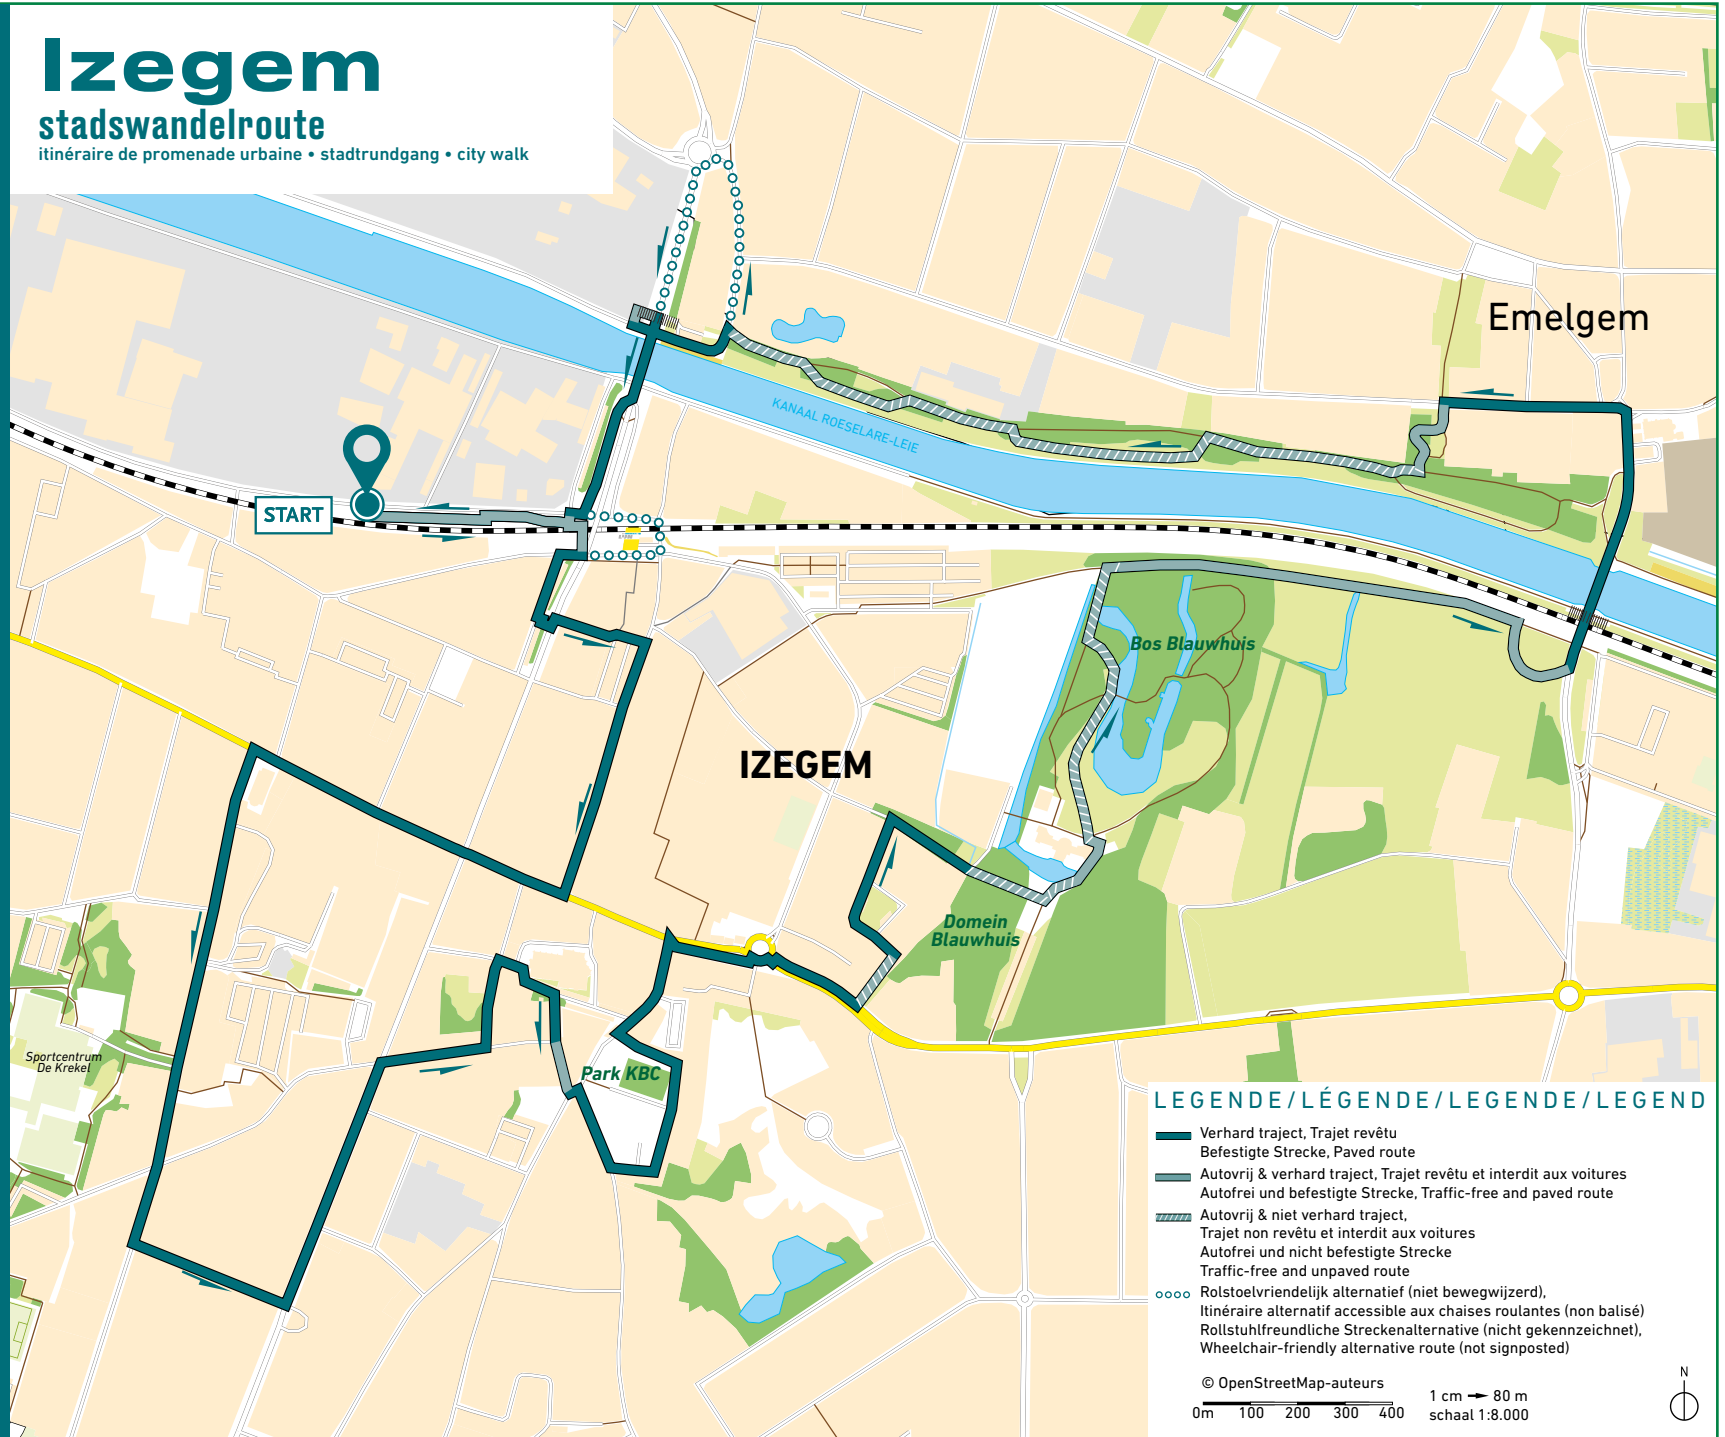 Izegem
stadswandelroute
itinéraire de promenade urbaine • stadtrundgang • city walk
Emelgem
KANAAL ROESELARE-LEIE
START
Bos Blauwhuis
IZEGEM
Domein
Blauwhuis
Sportcentrum
De Krekel
Park KBC
LEGENDE/LÉGENDE/LEGENDE/LEGEND
Verhard traject, Trajet revêtu
Befestigte Strecke, Paved route
Autovrij & verhard traject, Trajet revêtu et interdit aux voitures
Autofrei und befestigte Strecke, Traffic-free and paved route
Autovrij & niet verhard traject,
Trajet non revêtu et interdit aux voitures
Autofrei und nicht befestigte Strecke
Traffic-free and unpaved route
Rolstoelvriendelijk alternatief (niet bewegwijzerd),
Itinéraire alternatif accessible aux chaises roulantes (non balisé)
Rollstuhlfreundliche Streckenalternative (nicht gekennzeichnet),
Wheelchair-friendly alternative route (not signposted)
© OpenStreetMap-auteurs
0m 100 200 300 400
1 cm → 80 m
schaal 1:8.000
N